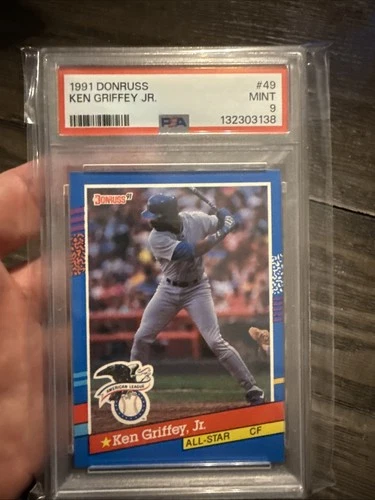 1991 DONRUSS #49
KEN GRIFFEY JR. MINT
9
PSA 132303138
DONRUSS '91
AMERICAN LEAGUE
★Ken Griffey, Jr.
ALL-STAR CF